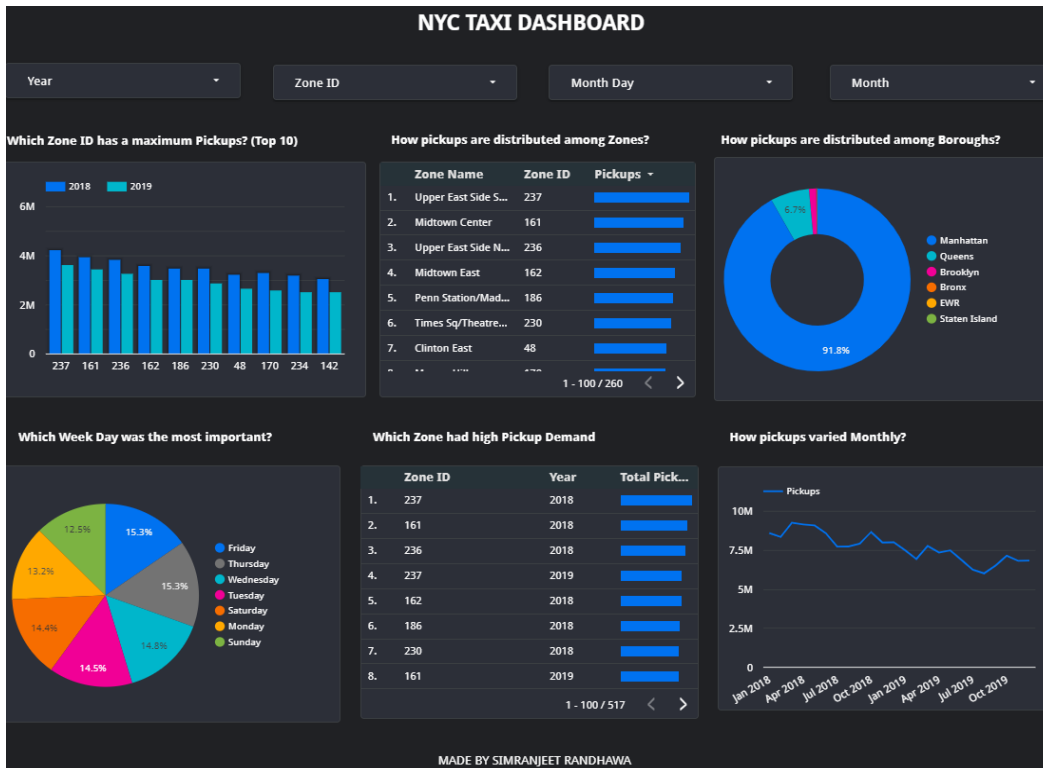 NYC TAXI DASHBOARD
Year
Zone ID
Month Day
Month
Which Zone ID has a maximum Pickups? (Top 10)
2018 2019
6M
4M
2M
0
237 161 236 162 186 230 48 170 234 142
How pickups are distributed among Zones?
Zone Name Zone ID Pickups
1. Upper East Side S... 237
2. Midtown Center 161
3. Upper East Side N... 236
4. Midtown East 162
5. Penn Station/Mad... 186
6. Times Sq/Theatre... 230
7. Clinton East 48
1 - 100 / 260
How pickups are distributed among Boroughs?
6.7%
91.8%
Manhattan
Queens
Brooklyn
Bronx
EWR
Staten Island
Which Week Day was the most important?
12.5%
15.3%
13.2%
15.3%
14.4%
14.8%
14.5%
Friday
Thursday
Wednesday
Tuesday
Saturday
Monday
Sunday
Which Zone had high Pickup Demand
Zone ID Year Total Pick...
1. 237 2018
2. 161 2018
3. 236 2018
4. 237 2019
5. 162 2018
6. 186 2018
7. 230 2018
8. 161 2019
1 - 100 / 517
How pickups varied Monthly?
Pickups
10M
7.5M
5M
2.5M
0
Jan 2018 Apr 2018 Jul 2018 Oct 2018 Jan 2019 Apr 2019 Jul 2019 Oct 2019
MADE BY SIMRANJEET RANDHAWA